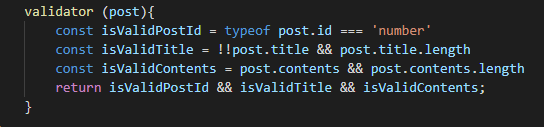 validator (post){
    const isValidPostId = typeof post.id === 'number'
    const isValidTitle = !!post.title && post.title.length
    const isValidContents = post.contents && post.contents.length
    return isValidPostId && isValidTitle && isValidContents;
}